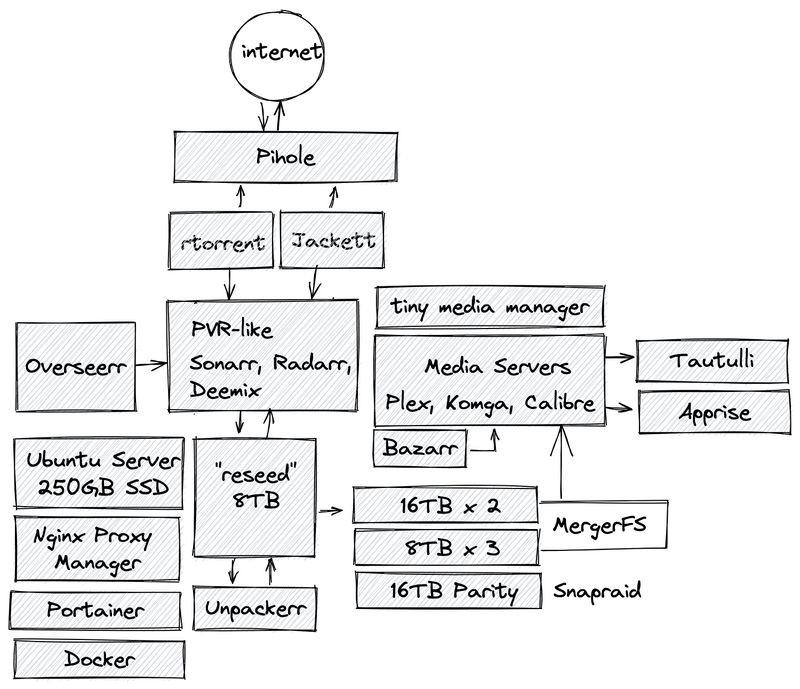 internet
Pihole
rtorrent
Jackett
tiny media manager
PVR-like
Sonarr, Radarr,
Deemix
Overseerr
Media Servers
Plex, Komga, Calibre
Tautulli
Apprise
Bazarr
Ubuntu Server
250GB SSD
"reseed"
8TB
16TB x 2
8TB x 3
MergerFS
Nginx Proxy
Manager
16TB Parity
Snapraid
Portainer
Unpackerr
Docker